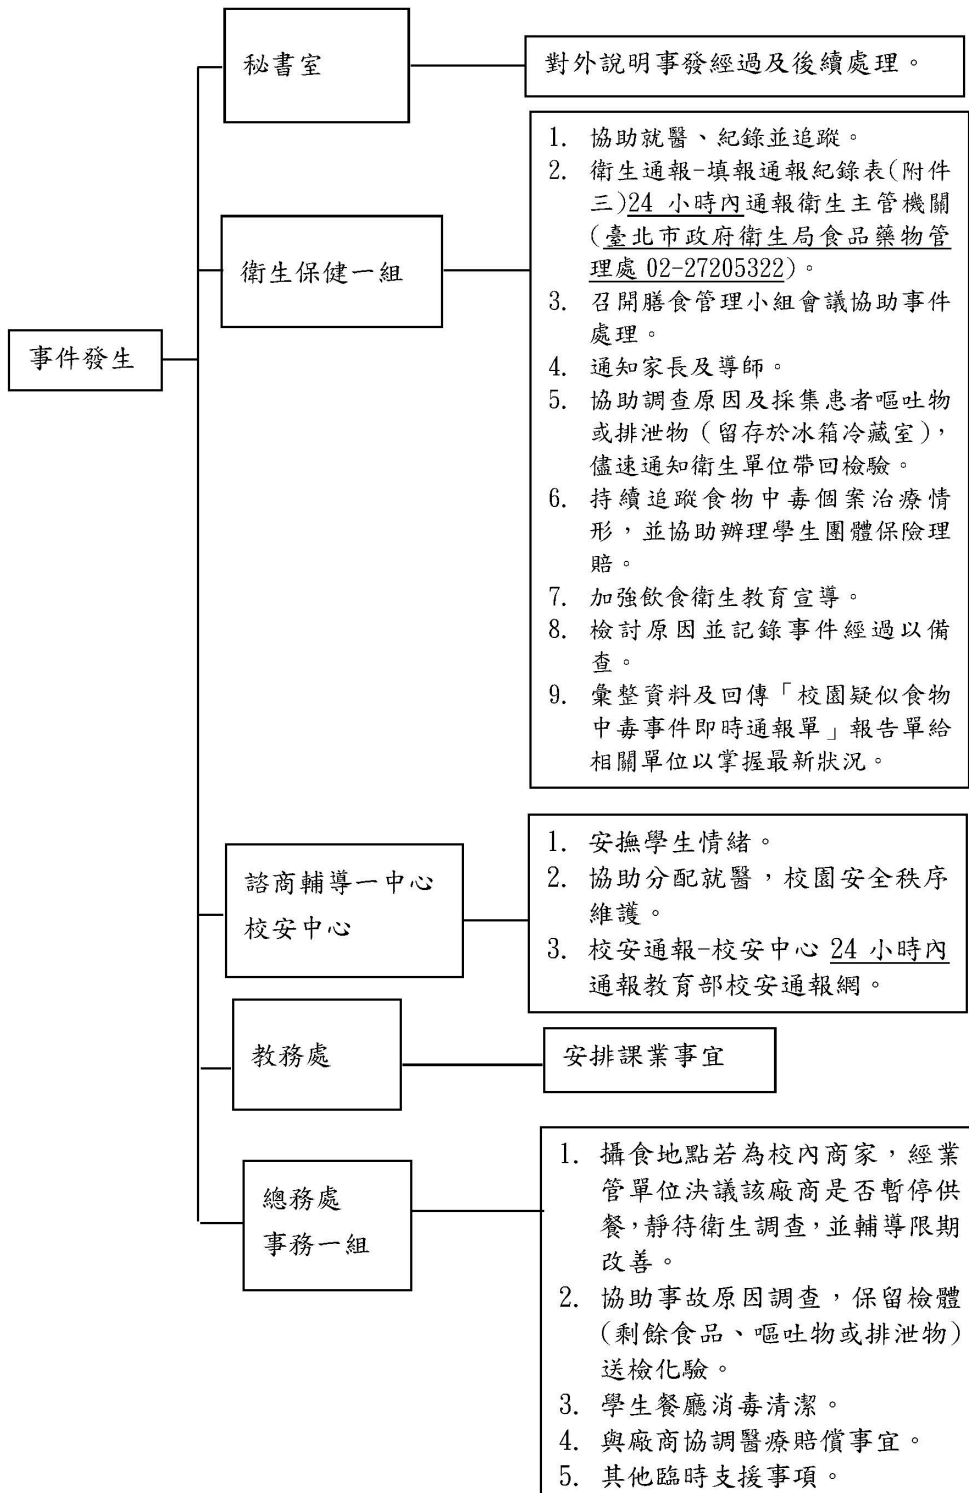 秘書室
對外說明事發經過及後續處理。
事件發生
衛生保健一組
1. 協助就醫、紀錄並追蹤。
2. 衛生通報-填報通報紀錄表(附件
三)24 小時內通報衛生主管機關
(臺北市政府衛生局食品藥物管
理處 02-27205322)。
3. 召開膳食管理小組會議協助事件
處理。
4. 通知家長及導師。
5. 協助調查原因及採集患者嘔吐物
或排泄物（留存於冰箱冷藏室），
儘速通知衛生單位帶回檢驗。
6. 持續追蹤食物中毒個案治療情
形，並協助辦理學生團體保險理
賠。
7. 加強飲食衛生教育宣導。
8. 檢討原因並記錄事件經過以備
查。
9. 彙整資料及回傳「校園疑似食物
中毒事件即時通報單」報告單給
相關單位以掌握最新狀況。
諮商輔導一中心
校安中心
1. 安撫學生情緒。
2. 協助分配就醫，校園安全秩序
維護。
3. 校安通報-校安中心 24 小時內
通報教育部校安通報網。
教務處
安排課業事宜
總務處
事務一組
1. 攝食地點若為校內商家，經業
管單位決議該廠商是否暫停供
餐，靜待衛生調查，並輔導限期
改善。
2. 協助事故原因調查，保留檢體
(剩餘食品、嘔吐物或排泄物)
送檢化驗。
3. 學生餐廳消毒清潔。
4. 與廠商協調醫療賠償事宜。
5. 其他臨時支援事項。